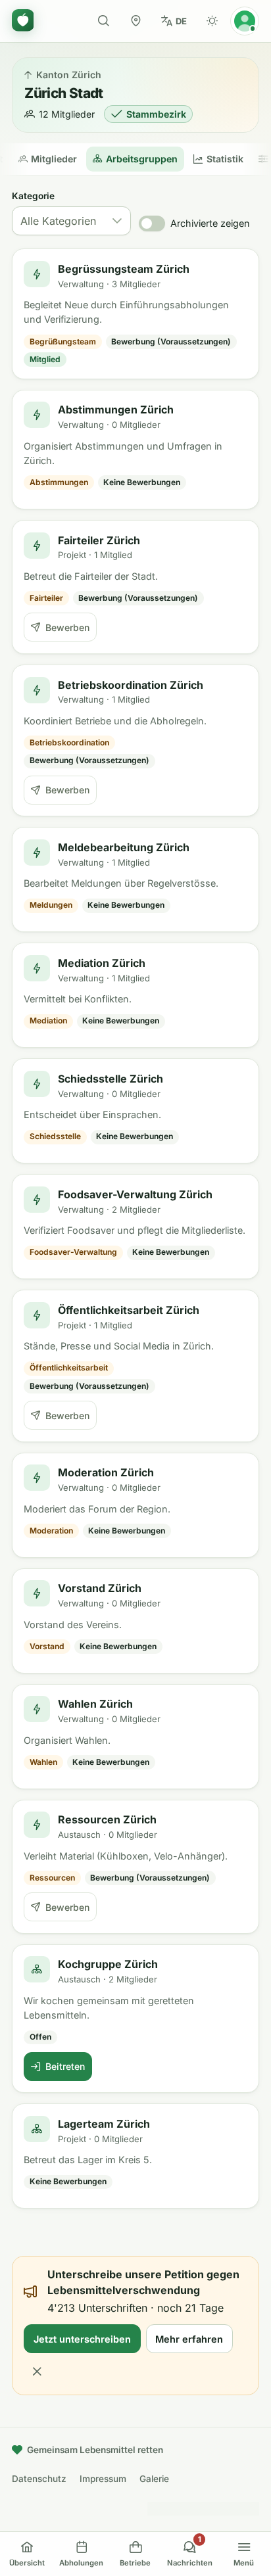 DE
Kanton Zürich
Zürich Stadt
12 Mitglieder
Stammbezirk
Mitglieder
Arbeitsgruppen
Statistik
Kategorie
Alle Kategorien
Archivierte zeigen
Begrüssungsteam Zürich
Verwaltung · 3 Mitglieder
Begleitet Neue durch Einführungsabholungen
und Verifizierung.
Begrüßungsteam
Bewerbung (Voraussetzungen)
Mitglied
Abstimmungen Zürich
Verwaltung · 0 Mitglieder
Organisiert Abstimmungen und Umfragen in
Zürich.
Abstimmungen
Keine Bewerbungen
Fairteiler Zürich
Projekt · 1 Mitglied
Betreut die Fairteiler der Stadt.
Fairteiler
Bewerbung (Voraussetzungen)
Bewerben
Betriebskoordination Zürich
Verwaltung · 1 Mitglied
Koordiniert Betriebe und die Abholregeln.
Betriebskoordination
Bewerbung (Voraussetzungen)
Bewerben
Meldebearbeitung Zürich
Verwaltung · 1 Mitglied
Bearbeitet Meldungen über Regelverstösse.
Meldungen
Keine Bewerbungen
Mediation Zürich
Verwaltung · 1 Mitglied
Vermittelt bei Konflikten.
Mediation
Keine Bewerbungen
Schiedsstelle Zürich
Verwaltung · 0 Mitglieder
Entscheidet über Einsprachen.
Schiedsstelle
Keine Bewerbungen
Foodsaver-Verwaltung Zürich
Verwaltung · 2 Mitglieder
Verifiziert Foodsaver und pflegt die Mitgliederliste.
Foodsaver-Verwaltung
Keine Bewerbungen
Öffentlichkeitsarbeit Zürich
Projekt · 1 Mitglied
Stände, Presse und Social Media in Zürich.
Öffentlichkeitsarbeit
Bewerbung (Voraussetzungen)
Bewerben
Moderation Zürich
Verwaltung · 0 Mitglieder
Moderiert das Forum der Region.
Moderation
Keine Bewerbungen
Vorstand Zürich
Verwaltung · 0 Mitglieder
Vorstand des Vereins.
Vorstand
Keine Bewerbungen
Wahlen Zürich
Verwaltung · 0 Mitglieder
Organisiert Wahlen.
Wahlen
Keine Bewerbungen
Ressourcen Zürich
Austausch · 0 Mitglieder
Verleiht Material (Kühlboxen, Velo-Anhänger).
Ressourcen
Bewerbung (Voraussetzungen)
Bewerben
Kochgruppe Zürich
Austausch · 2 Mitglieder
Wir kochen gemeinsam mit geretteten
Lebensmitteln.
Offen
Beitreten
Lagerteam Zürich
Projekt · 0 Mitglieder
Betreut das Lager im Kreis 5.
Keine Bewerbungen
Unterschreibe unsere Petition gegen
Lebensmittelverschwendung
4'213 Unterschriften · noch 21 Tage
Jetzt unterschreiben
Mehr erfahren
Gemeinsam Lebensmittel retten
Datenschutz
Impressum
Galerie
1
Übersicht
Abholungen
Betriebe
Nachrichten
Menü